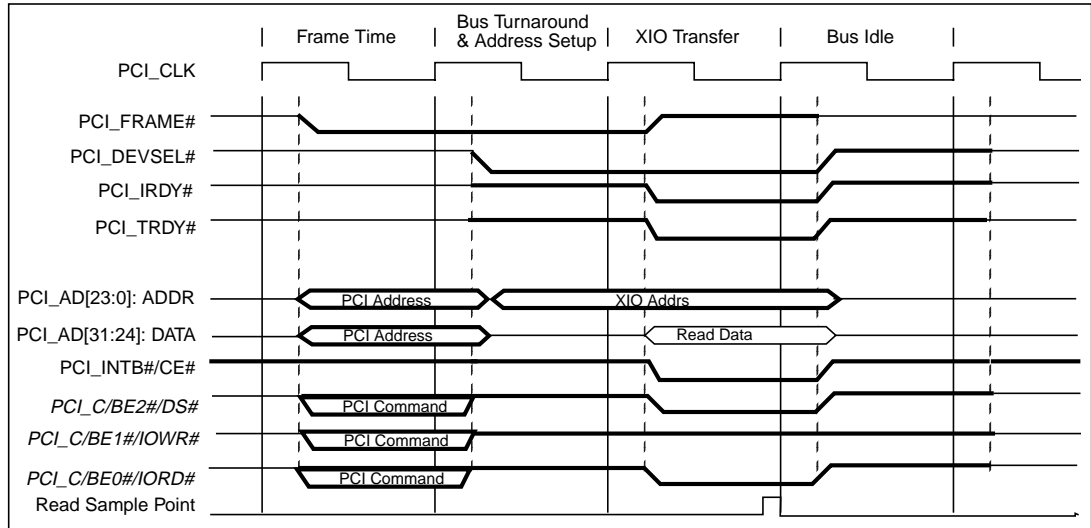 Frame Time
Bus Turnaround
& Address Setup
XIO Transfer
Bus Idle
PCI_CLK
PCI_FRAME#
PCI_DEVSEL#
PCI_IRDY#
PCI_TRDY#
PCI_AD[23:0]: ADDR
PCI Address
XIO Addrs
PCI_AD[31:24]: DATA
PCI Address
Read Data
PCI_INTB#/CE#
PCI_C/BE2#/DS#
PCI Command
PCI_C/BE1#/IOWR#
PCI Command
PCI_C/BE0#/IORD#
PCI Command
Read Sample Point